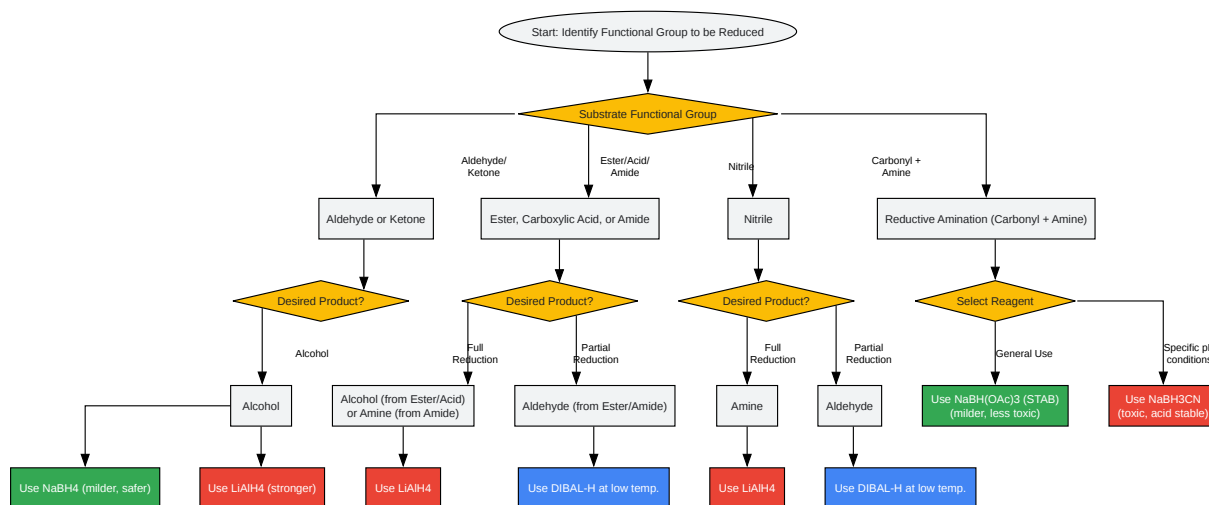 Start: Identify Functional Group to be Reduced
Substrate Functional Group
Aldehyde/
Ketone
Ester/Acid/
Amide
Nitrile
Carbonyl +
Amine
Aldehyde or Ketone
Ester, Carboxylic Acid, or Amide
Nitrile
Reductive Amination (Carbonyl + Amine)
Desired Product?
Desired Product?
Desired Product?
Select Reagent
Alcohol
Full
Reduction
Partial
Reduction
Full
Reduction
Partial
Reduction
General Use
Specific
conditions
Alcohol
Alcohol (from Ester/Acid)
or Amine (from Amide)
Aldehyde (from Ester/Amide)
Amine
Aldehyde
Use NaBH(OAc)3 (STAB)
(milder, less toxic)
Use NaBH3CN
(toxic, acid stable)
Use NaBH4 (milder, safer)
Use LiAlH4 (stronger)
Use LiAlH4
Use DIBAL-H at low temp.
Use LiAlH4
Use DIBAL-H at low temp.